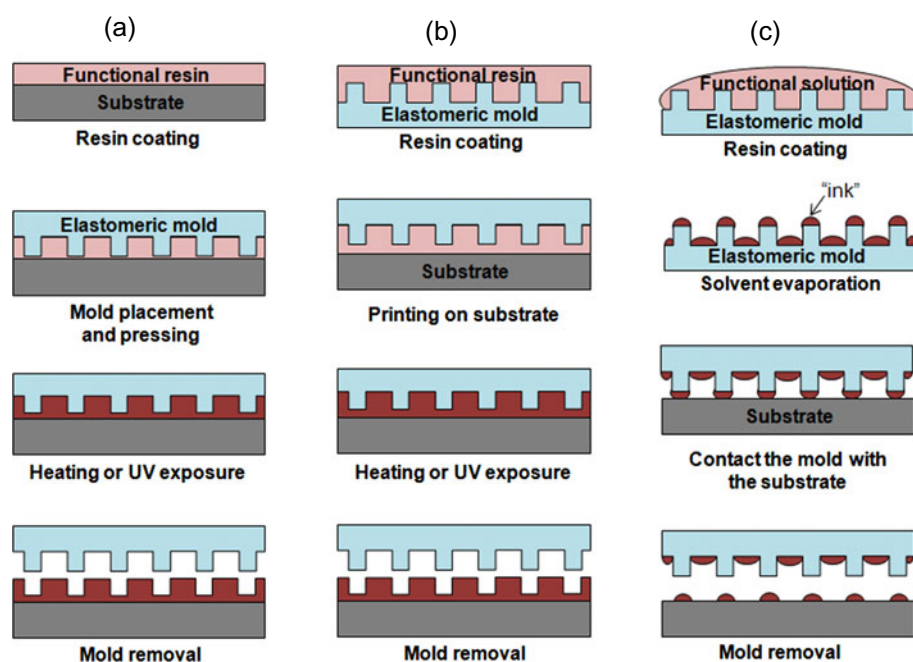 (a)
Functional resin
Substrate
Resin coating
Elastomeric mold
Mold placement
and pressing
Heating or UV exposure
Mold removal
(b)
Functional resin
Elastomeric mold
Resin coating
Substrate
Printing on substrate
Heating or UV exposure
Mold removal
(c)
Functional solution
Elastomeric mold
Resin coating
“ink”
Elastomeric mold
Solvent evaporation
Substrate
Contact the mold with
the substrate
Mold removal